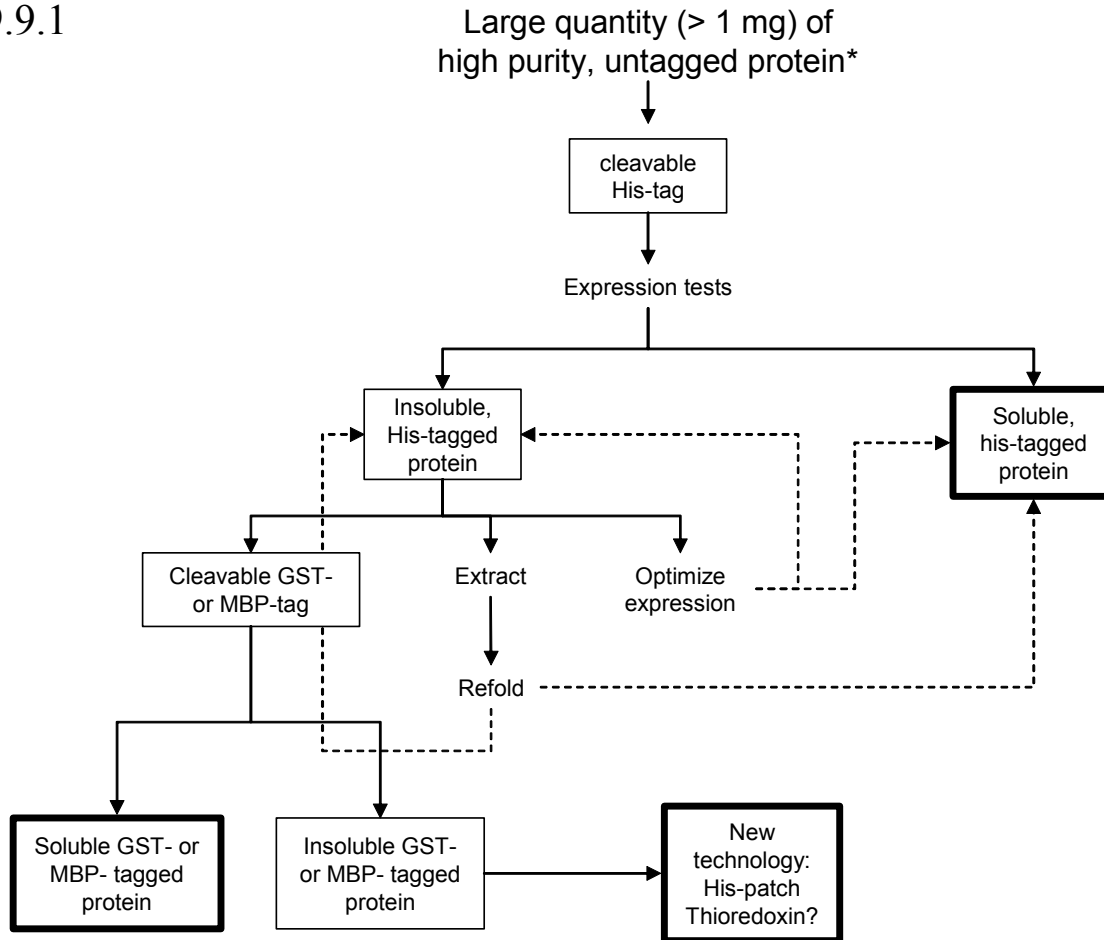 9.9.1
Large quantity (> 1 mg) of
high purity, untagged protein*
cleavable
His-tag
Expression tests
Insoluble,
His-tagged
protein
Soluble,
his-tagged
protein
Cleavable GST-
or MBP-tag
Extract
Optimize
expression
Refold
Soluble GST- or
MBP- tagged
protein
Insoluble GST-
or MBP- tagged
protein
New
technology:
His-patch
Thioredoxin?